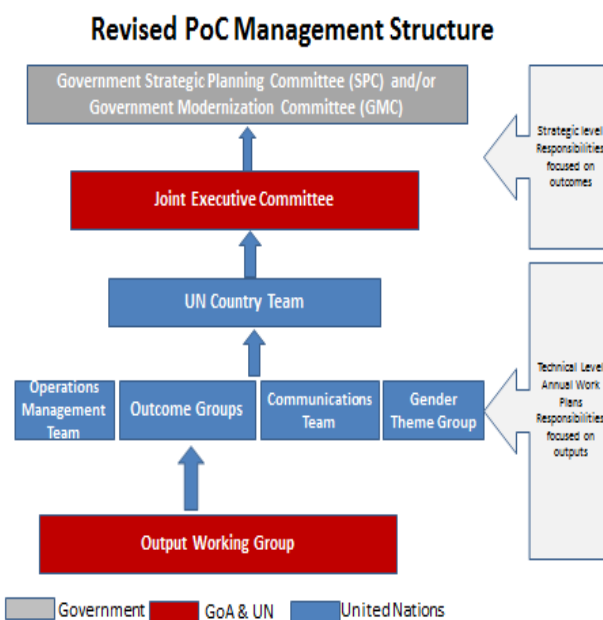 Revised PoC Management Structure
Government Strategic Planning Committee (SPC) and/or
Government Modernization Committee (GMC)
Strategic level
Responsibilities
focused on
outcomes
Joint Executive Committee
UN Country Team
Operations
Management
Team
Outcome Groups
Communications
Team
Gender
Theme Group
Technical Level
Annual Work
Plans
Responsibilities
focused on
outputs
Output Working Group
Government
GoA & UN
United Nations